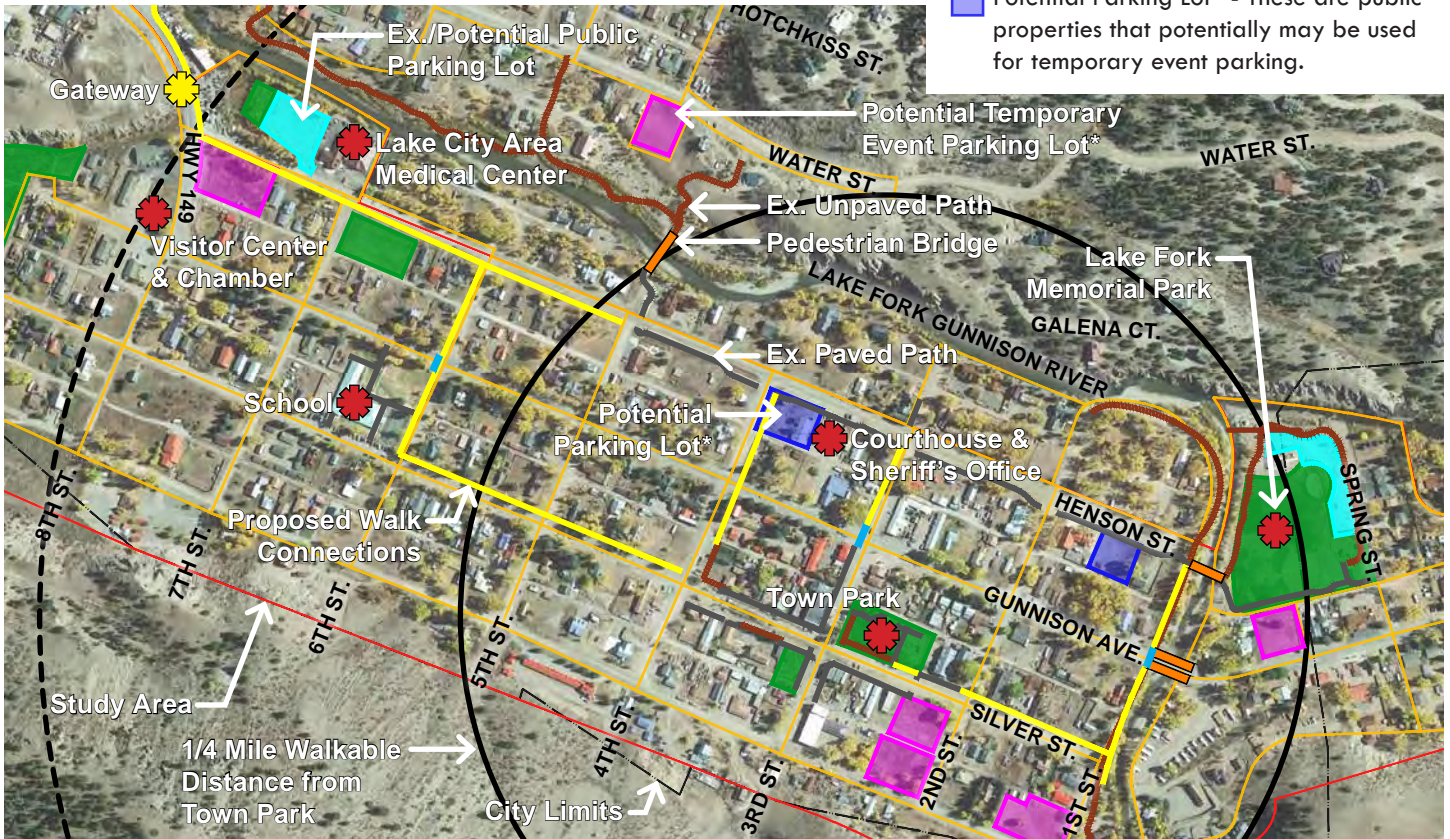 Potential Parking Lot* - These are public
properties that potentially may be used
for temporary event parking.
HOTCHKISS ST.
Ex./Potential Public
Parking Lot
Gateway
Potential Temporary
Event Parking Lot*
HWY 149
Lake City Area
Medical Center
WATER ST.
WATER ST.
Ex. Unpaved Path
Visitor Center
& Chamber
Pedestrian Bridge
Lake Fork
Memorial Park
LAKE FORK GUNNISON RIVER
GALENA CT.
Ex. Paved Path
School
Potential
Parking Lot*
Courthouse &
Sheriff's Office
SPRING ST.
8TH ST.
Proposed Walk
Connections
HENSON ST.
7TH ST.
6TH ST.
Town Park
GUNNISON AVE.
5TH ST.
Study Area
SILVER ST.
1/4 Mile Walkable
Distance from
Town Park
4TH ST.
3RD ST.
2ND ST.
1ST ST.
City Limits